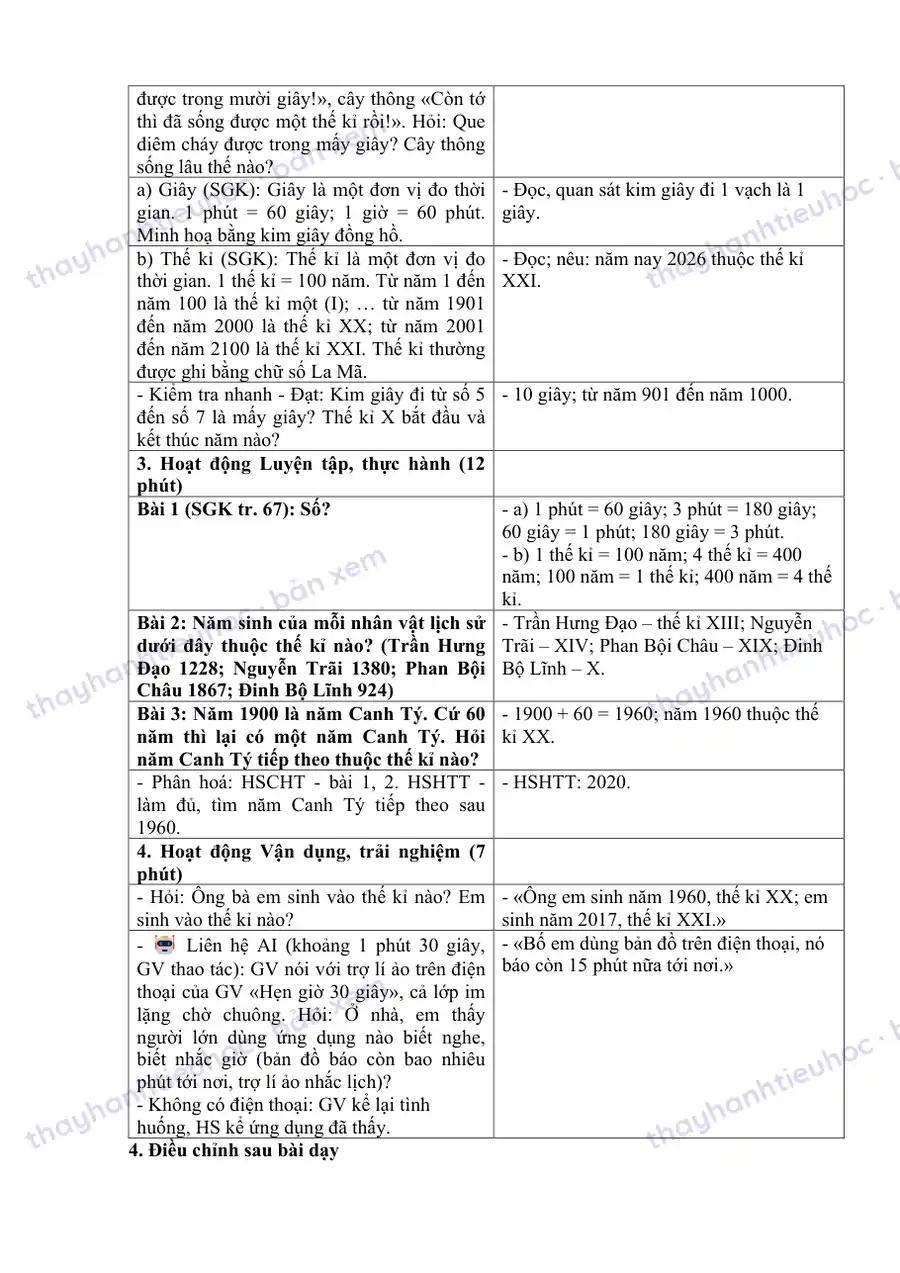 được trong mười giây!», cây thông «Còn tớ
thì đã sống được một thế kỉ rồi!». Hỏi: Que
diêm cháy được trong mấy giây? Cây thông
sống lâu thế nào?
a) Giây (SGK): Giây là một đơn vị đo thời
gian. 1 phút = 60 giây; 1 giờ = 60 phút.
Minh hoạ bằng kim giây đồng hồ.
- Đọc, quan sát kim giây đi 1 vạch là 1
giây.
b) Thế kỉ (SGK): Thế kỉ là một đơn vị đo
thời gian. 1 thế kỉ = 100 năm. Từ năm 1 đến
năm 100 là thế kỉ một (I); … từ năm 1901
đến năm 2000 là thế kỉ XX; từ năm 2001
đến năm 2100 là thế kỉ XXI. Thế kỉ thường
được ghi bằng chữ số La Mã.
- Đọc; nêu: năm nay 2026 thuộc thế kỉ
XXI.
- Kiểm tra nhanh - Đạt: Kim giây đi từ số 5
đến số 7 là mấy giây? Thế kỉ X bắt đầu và
kết thúc năm nào?
- 10 giây; từ năm 901 đến năm 1000.
3. Hoạt động Luyện tập, thực hành (12
phút)
Bài 1 (SGK tr. 67): Số?
- a) 1 phút = 60 giây; 3 phút = 180 giây;
60 giây = 1 phút; 180 giây = 3 phút.
- b) 1 thế kỉ = 100 năm; 4 thế kỉ = 400
năm; 100 năm = 1 thế kỉ; 400 năm = 4 thế
kỉ.
Bài 2: Năm sinh của mỗi nhân vật lịch sử
dưới đây thuộc thế kỉ nào? (Trần Hưng
Đạo 1228; Nguyễn Trãi 1380; Phan Bội
Châu 1867; Đinh Bộ Lĩnh 924)
- Trần Hưng Đạo – thế kỉ XIII; Nguyễn
Trãi – XIV; Phan Bội Châu – XIX; Đinh
Bộ Lĩnh – X.
Bài 3: Năm 1900 là năm Canh Tý. Cứ 60
năm thì lại có một năm Canh Tý. Hỏi
năm Canh Tý tiếp theo thuộc thế kỉ nào?
- 1900 + 60 = 1960; năm 1960 thuộc thế
kỉ XX.
- Phân hoá: HSCHT - bài 1, 2. HSHTT -
làm đủ, tìm năm Canh Tý tiếp theo sau
1960.
- HSHTT: 2020.
4. Hoạt động Vận dụng, trải nghiệm (7
phút)
- Hỏi: Ông bà em sinh vào thế kỉ nào? Em
sinh vào thế kỉ nào?
- «Ông em sinh năm 1960, thế kỉ XX; em
sinh năm 2017, thế kỉ XXI.»
- Liên hệ AI (khoảng 1 phút 30 giây,
GV thao tác): GV nói với trợ lí ảo trên điện
thoại của GV «Hẹn giờ 30 giây», cả lớp im
lặng chờ chuông. Hỏi: Ở nhà, em thấy
người lớn dùng ứng dụng nào biết nghe,
biết nhắc giờ (bản đồ báo còn bao nhiêu
phút tới nơi, trợ lí ảo nhắc lịch)?
- Không có điện thoại: GV kể lại tình
huống, HS kể ứng dụng đã thấy.
- «Bố em dùng bản đồ trên điện thoại, nó
báo còn 15 phút nữa tới nơi.»
4. Điều chỉnh sau bài dạy
thayhanhtieuhoc · bản xem
thayhanhtieuhoc · b
thayhanhtieuhoc · bản xem
thayhanhtieuhoc · b
thayhanhtieuhoc · bản xem
thayhanhtieuhoc · b